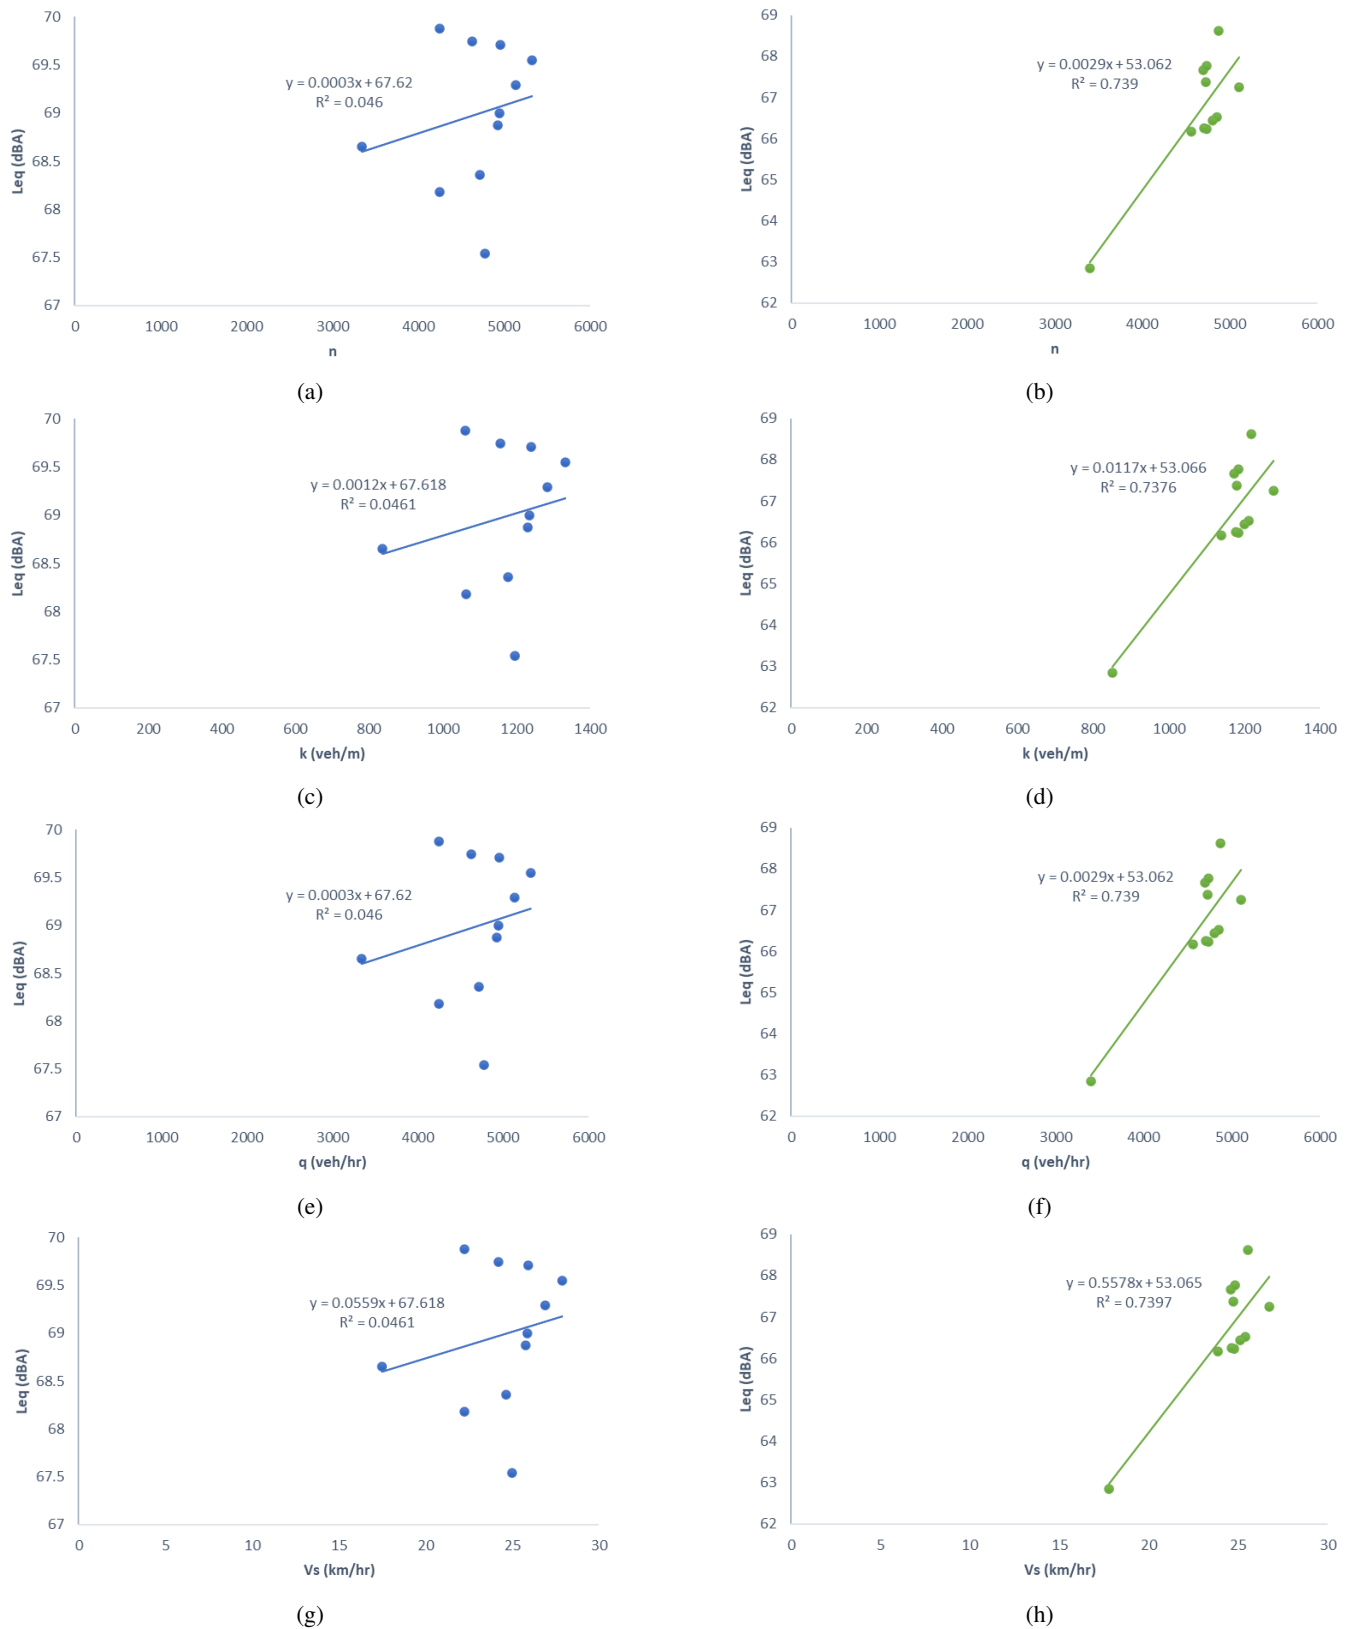 70
69.5
69
68.5
68
67.5
67
Leq (dBA)
y = 0.0003x + 67.62
R² = 0.046
0 1000 2000 3000 4000 5000 6000
n
(a)
69
68
67
66
65
64
63
62
Leq (dBA)
y = 0.0029x + 53.062
R² = 0.739
0 1000 2000 3000 4000 5000 6000
n
(b)
70
69.5
69
68.5
68
67.5
67
Leq (dBA)
y = 0.0012x + 67.618
R² = 0.0461
0 200 400 600 800 1000 1200 1400
k (veh/m)
(c)
69
68
67
66
65
64
63
62
Leq (dBA)
y = 0.0117x + 53.066
R² = 0.7376
0 200 400 600 800 1000 1200 1400
k (veh/m)
(d)
70
69.5
69
68.5
68
67.5
67
Leq (dBA)
y = 0.0003x + 67.62
R² = 0.046
0 1000 2000 3000 4000 5000 6000
q (veh/hr)
(e)
69
68
67
66
65
64
63
62
Leq (dBA)
y = 0.0029x + 53.062
R² = 0.739
0 1000 2000 3000 4000 5000 6000
q (veh/hr)
(f)
70
69.5
69
68.5
68
67.5
67
Leq (dBA)
y = 0.0559x + 67.618
R² = 0.0461
0 5 10 15 20 25 30
Vs (km/hr)
(g)
69
68
67
66
65
64
63
62
Leq (dBA)
y = 0.5578x + 53.065
R² = 0.7397
0 5 10 15 20 25 30
Vs (km/hr)
(h)